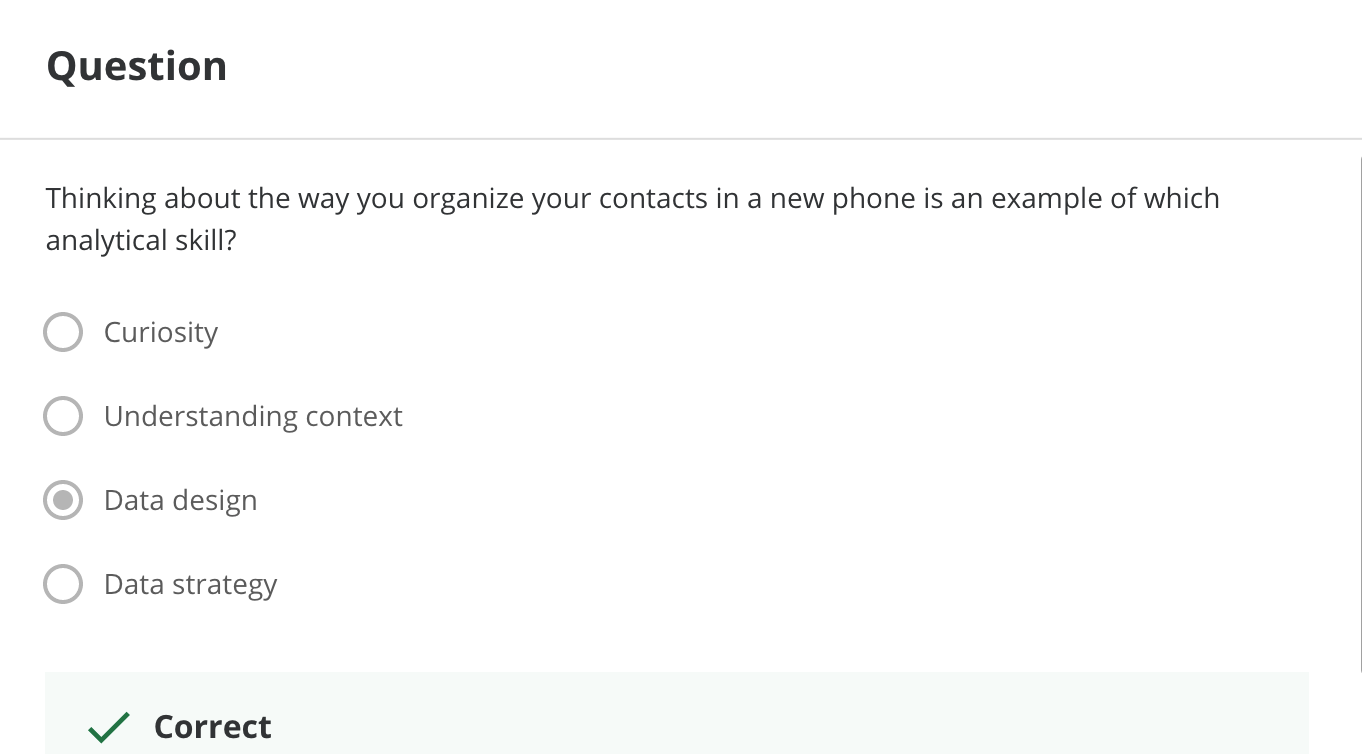 Question
Thinking about the way you organize your contacts in a new phone is an example of which
analytical skill?
Curiosity
Understanding context
Data design
Data strategy
Correct